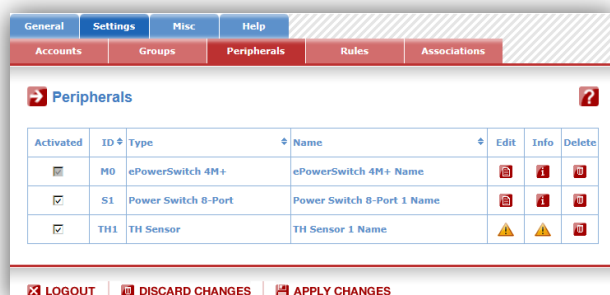 General Settings Misc Help
Accounts Groups Peripherals Rules Associations
Peripherals ?
Activated ID Type Name Edit Info Delete
M0 ePowerSwitch 4M+ ePowerSwitch 4M+ Name
S1 Power Switch 8-Port Power Switch 8-Port 1 Name
TH1 TH Sensor TH Sensor 1 Name
LOGOUT DISCARD CHANGES APPLY CHANGES